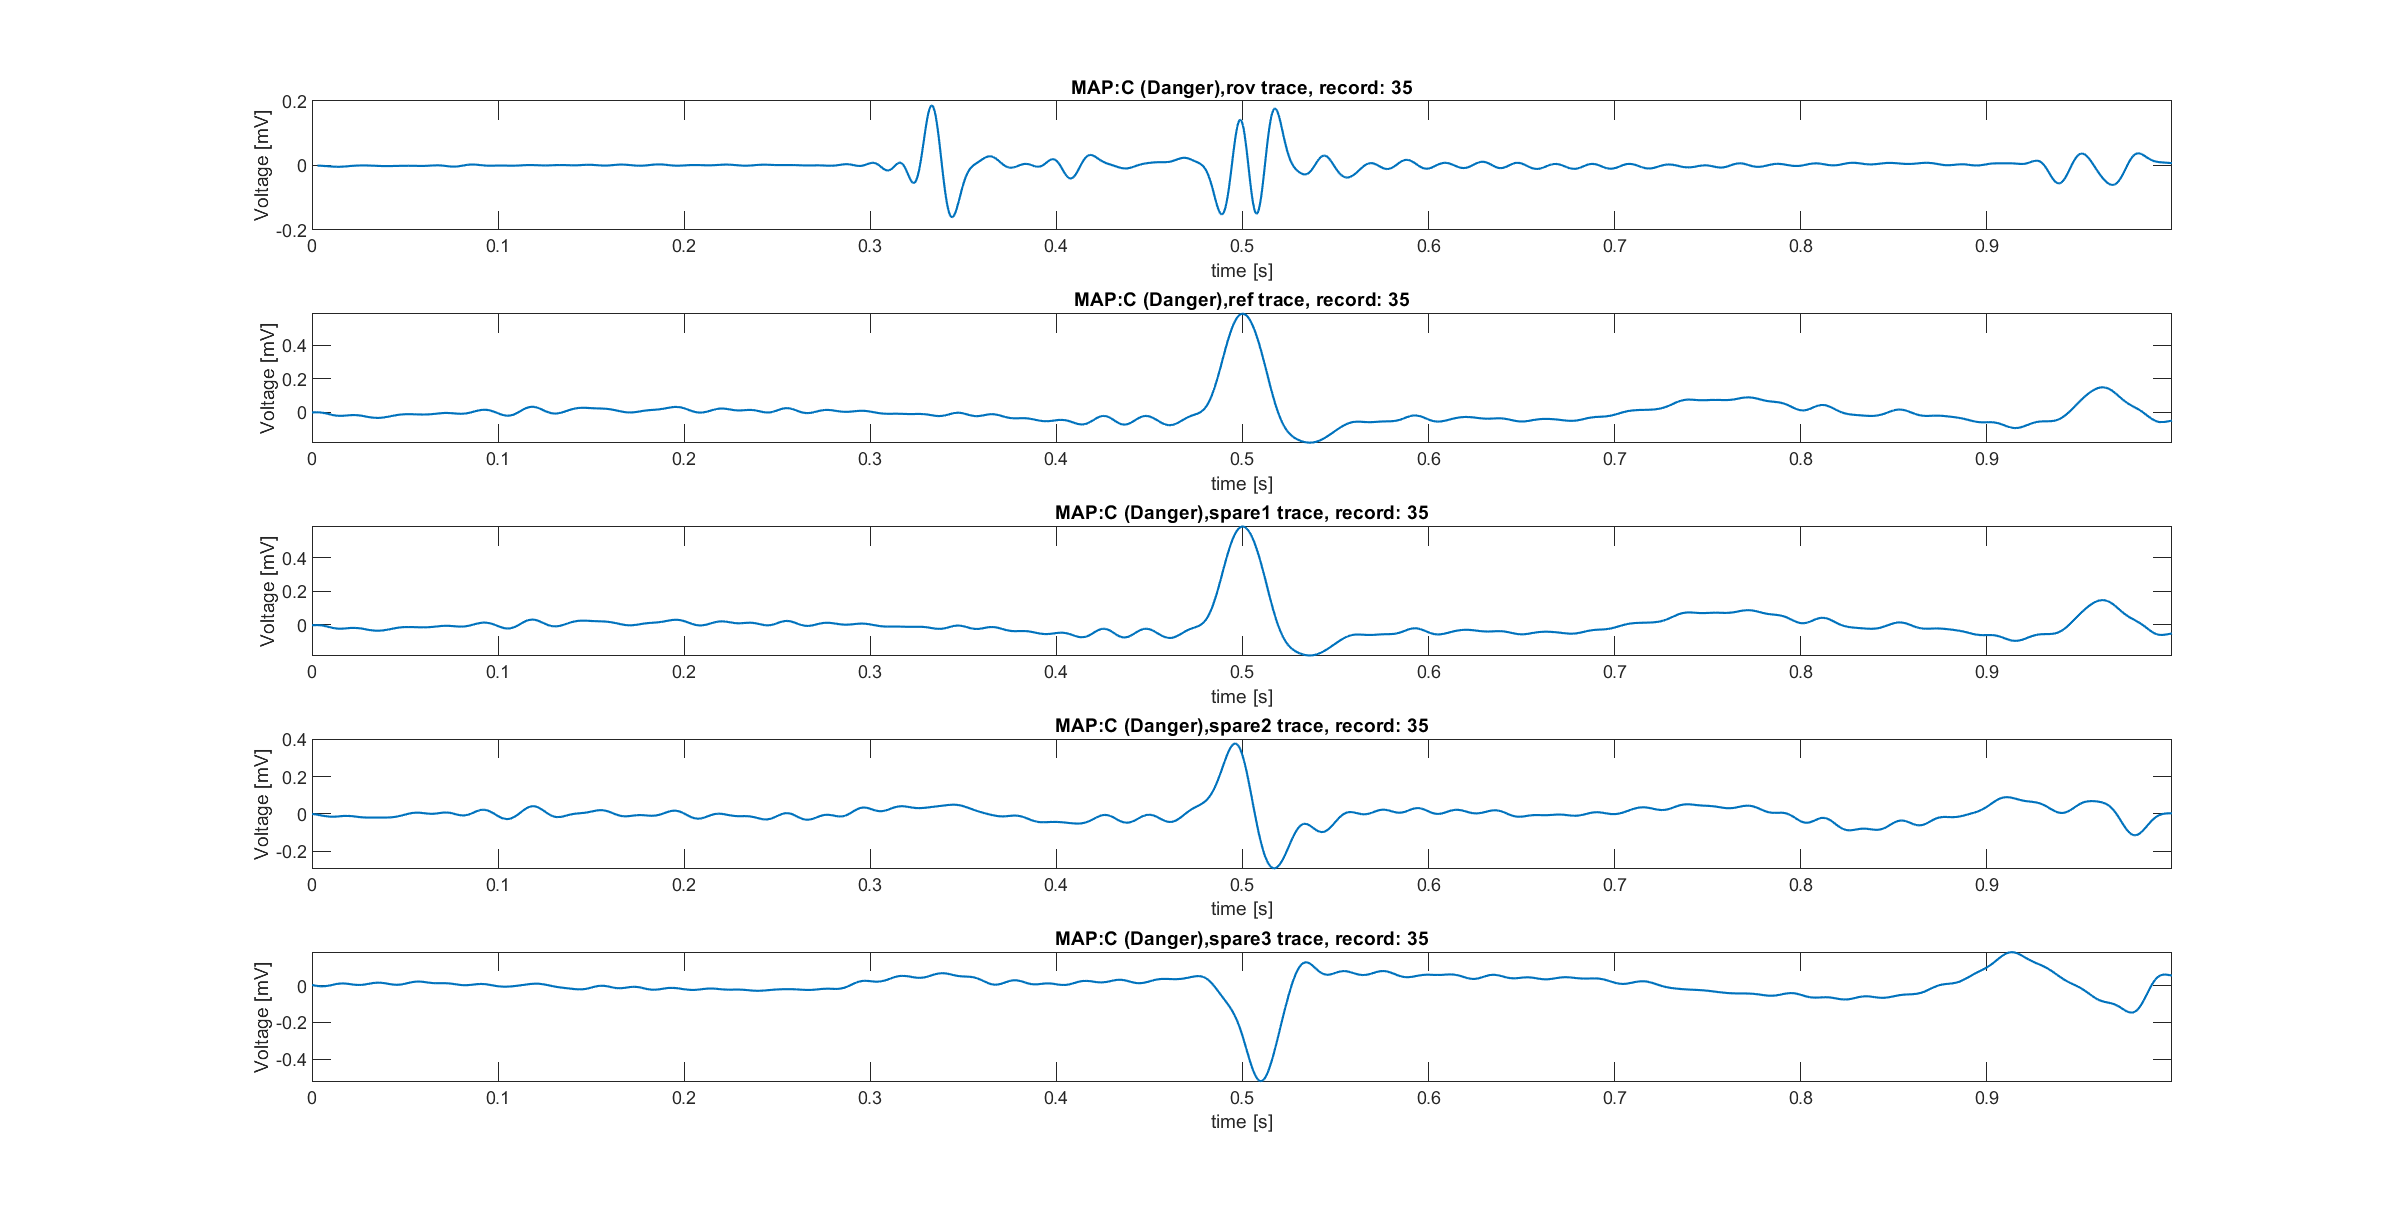 MAP:C (Danger),rov trace, record: 35
Voltage [mV]
0.2
0
-0.2
0 0.1 0.2 0.3 0.4 0.5 0.6 0.7 0.8 0.9
time [s]
MAP:C (Danger),ref trace, record: 35
Voltage [mV]
0.4
0.2
0
0 0.1 0.2 0.3 0.4 0.5 0.6 0.7 0.8 0.9
time [s]
MAP:C (Danger),spare1 trace, record: 35
Voltage [mV]
0.4
0.2
0
0 0.1 0.2 0.3 0.4 0.5 0.6 0.7 0.8 0.9
time [s]
MAP:C (Danger),spare2 trace, record: 35
Voltage [mV]
0.4
0.2
0
-0.2
0 0.1 0.2 0.3 0.4 0.5 0.6 0.7 0.8 0.9
time [s]
MAP:C (Danger),spare3 trace, record: 35
Voltage [mV]
0
-0.2
-0.4
0 0.1 0.2 0.3 0.4 0.5 0.6 0.7 0.8 0.9
time [s]